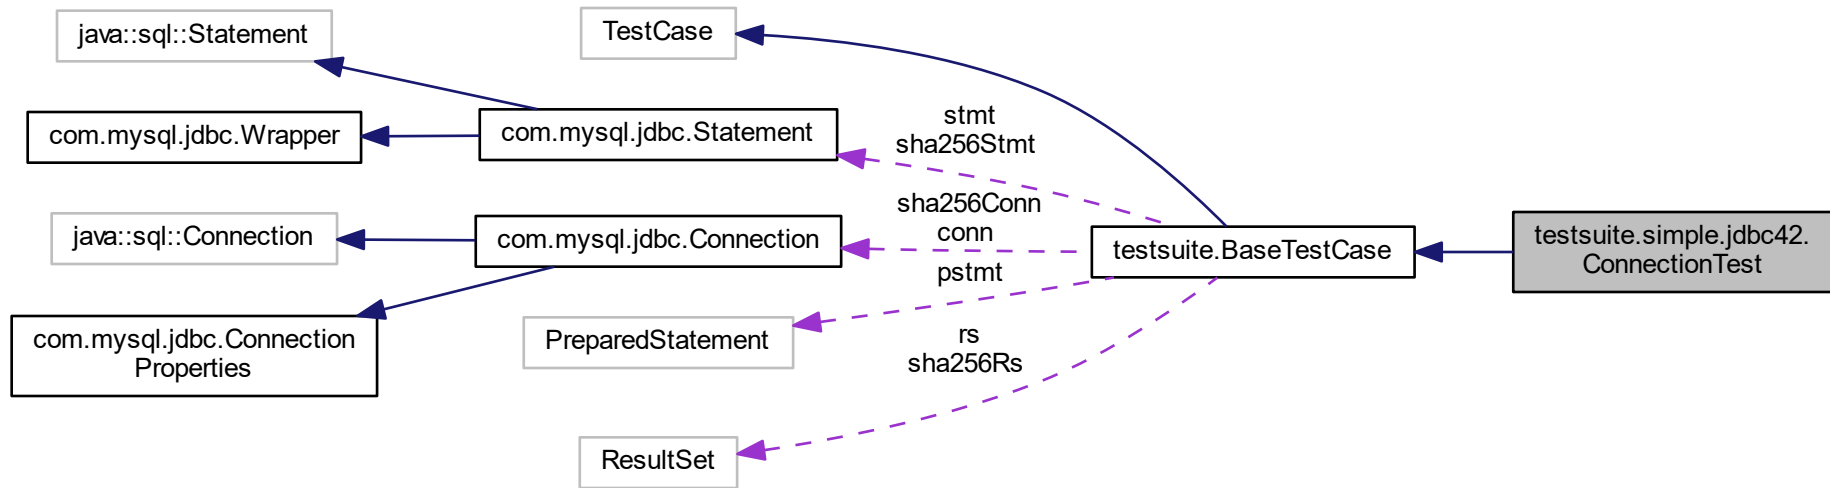 java::sql::Statement
TestCase
com.mysql.jdbc.Wrapper
com.mysql.jdbc.Statement
stmt
sha256Stmt
java::sql::Connection
com.mysql.jdbc.Connection
sha256Conn
conn
testsuite.BaseTestCase
testsuite.simple.jdbc42.
ConnectionTest
com.mysql.jdbc.Connection
Properties
pstmt
PreparedStatement
rs
sha256Rs
ResultSet